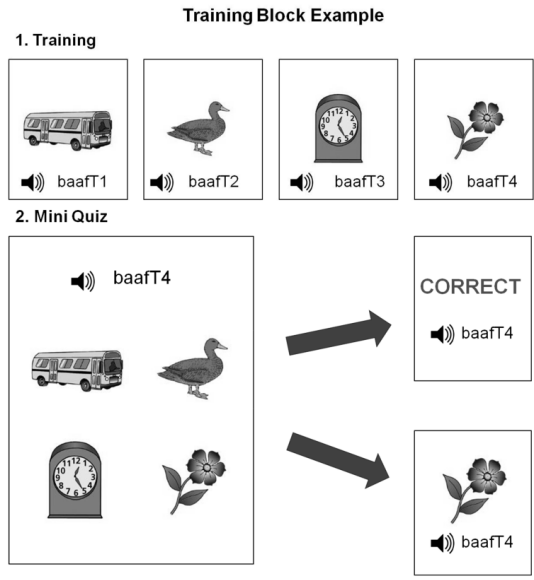 Training Block Example
1. Training
baafT1
baafT2
baafT3
baafT4
2. Mini Quiz
baafT4
CORRECT
baafT4
baafT4